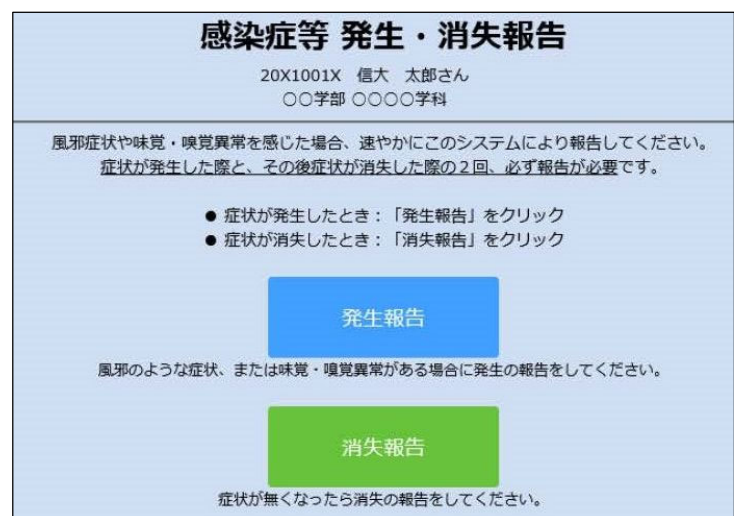 感染症等 発生・消失報告
20X1001X 信大 太郎さん
○○学部 ○○○○学科
風邪症状や味覚・嗅覚異常を感じた場合、速やかにこのシステムにより報告してください。
症状が発生した際と、その後症状が消失した際の２回、必ず報告が必要です。
● 症状が発生したとき：「発生報告」をクリック
● 症状が消失したとき：「消失報告」をクリック
発生報告
風邪のような症状、または味覚・嗅覚異常がある場合に発生の報告をしてください。
消失報告
症状が無くなったら消失の報告をしてください。